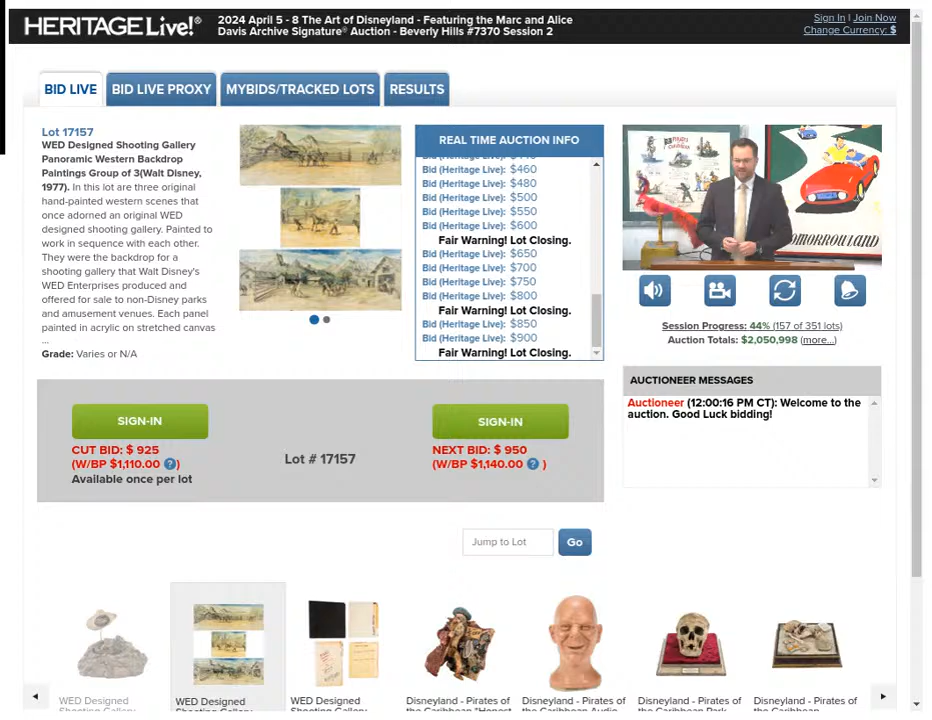 HERITAGE Live!®
2024 April 5 - 8 The Art of Disneyland - Featuring the Marc and Alice
Davis Archive Signature® Auction - Beverly Hills #7370 Session 2
Sign In | Join Now
Change Currency: $
BID LIVE
BID LIVE PROXY
MYBIDS/TRACKED LOTS
RESULTS
Lot 17157
WED Designed Shooting Gallery
Panoramic Western Backdrop
Paintings Group of 3(Walt Disney,
1977). In this lot are three original
hand-painted western scenes that
once adorned an original WED
designed shooting gallery. Painted to
work in sequence with each other.
They were the backdrop for a
shooting gallery that Walt Disney's
WED Enterprises produced and
offered for sale to non-Disney parks
and amusement venues. Each panel
painted in acrylic on stretched canvas
...
Grade: Varies or N/A
REAL TIME AUCTION INFO
Bid (Heritage Live): $460
Bid (Heritage Live): $480
Bid (Heritage Live): $500
Bid (Heritage Live): $550
Bid (Heritage Live): $600
Fair Warning! Lot Closing.
Bid (Heritage Live): $650
Bid (Heritage Live): $700
Bid (Heritage Live): $750
Bid (Heritage Live): $800
Fair Warning! Lot Closing.
Bid (Heritage Live): $850
Bid (Heritage Live): $900
Fair Warning! Lot Closing.
Session Progress: 44% (157 of 351 lots)
Auction Totals: $2,050,998 (more...)
AUCTIONEER MESSAGES
Auctioneer (12:00:16 PM CT): Welcome to the
auction. Good Luck bidding!
SIGN-IN
CUT BID: $ 925
(W/BP $1,110.00 ?)
Available once per lot
Lot # 17157
SIGN-IN
NEXT BID: $ 950
(W/BP $1,140.00 ? )
Jump to Lot
Go
WED Designed
Shooting Gallery
WED Designed
Shooting Gallery
WED Designed
Shooting Gallery
Disneyland - Pirates of
the Caribbean "Honest
Disneyland - Pirates of
the Caribbean Audio
Disneyland - Pirates of
the Caribbean Park
Disneyland - Pirates of
the Caribbean